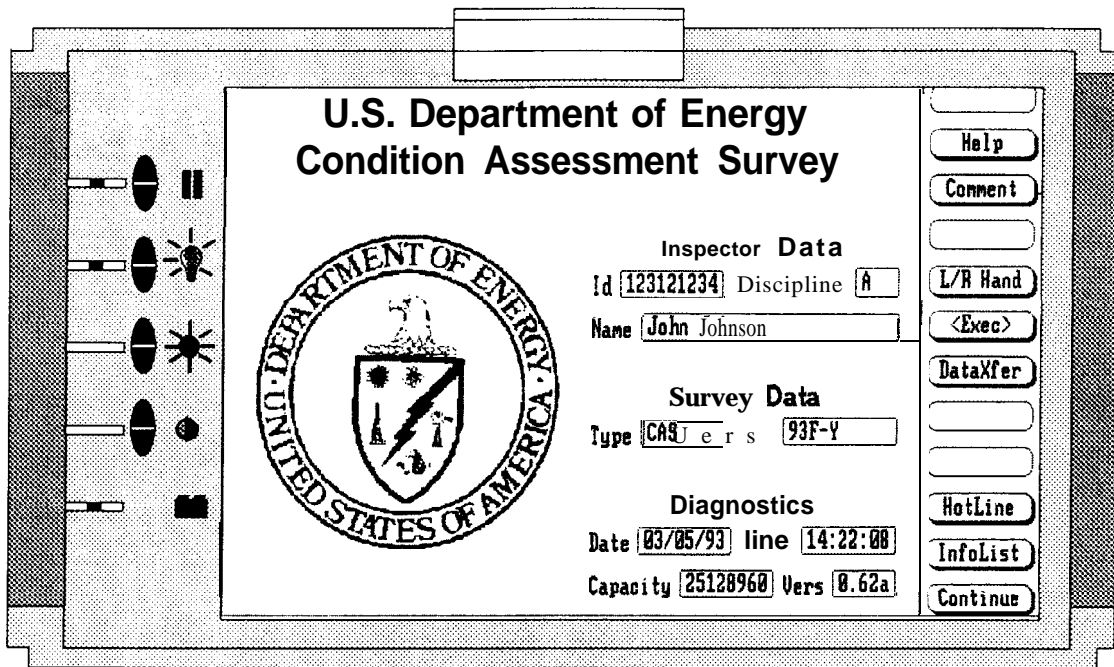 U.S. Department of Energy
Condition Assessment Survey
DEPARTMENT OF ENERGY · UNITED STATES OF AMERICA ·
Inspector Data
Id 123121234 Discipline A
Name John Johnson
Survey Data
Type CAS Uers 93F-Y
Diagnostics
Date 03/05/93 line 14:22:08
Capacity 25128960 Vers 0.62a
Help
Comment
L/R Hand
<Exec>
DataXfer
HotLine
InfoList
Continue